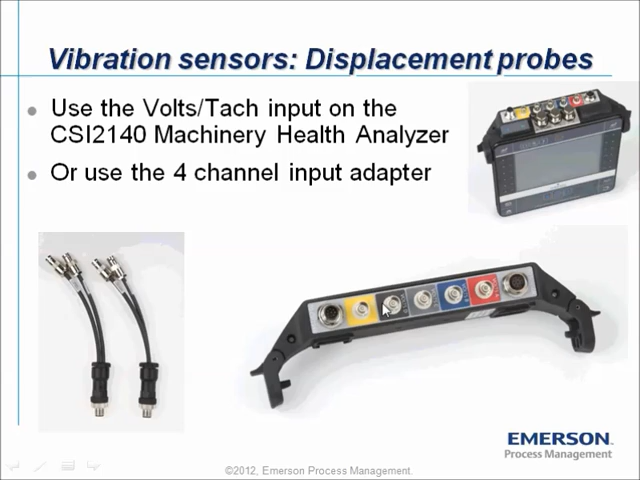 Vibration sensors: Displacement probes
Use the Volts/Tach input on the
CSI2140 Machinery Health Analyzer
Or use the 4 channel input adapter
EMERSON
Process Management
©2012, Emerson Process Management.